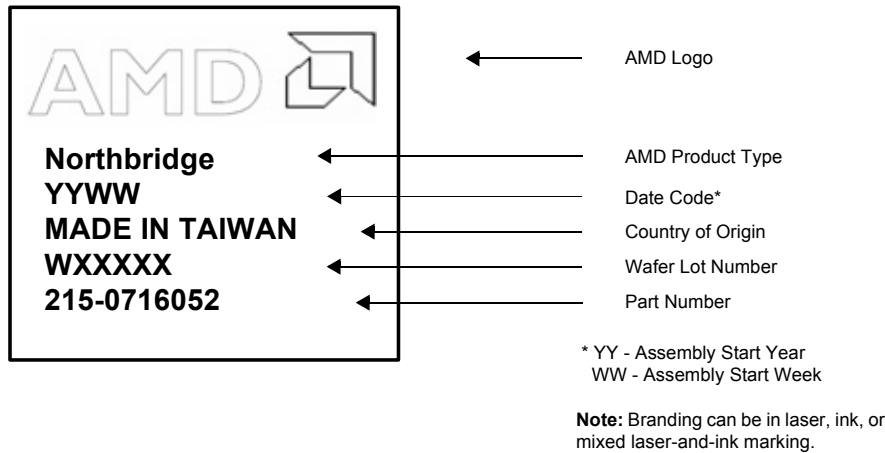 AMD
AMD Logo
Northbridge
AMD Product Type
YYWW
Date Code*
MADE IN TAIWAN
Country of Origin
WXXXXX
Wafer Lot Number
215-0716052
Part Number
* YY - Assembly Start Year
WW - Assembly Start Week
Note: Branding can be in laser, ink, or
mixed laser-and-ink marking.